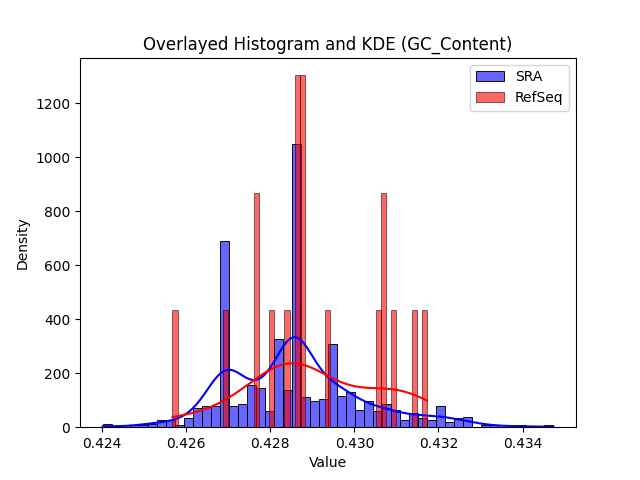 Overlayed Histogram and KDE (GC_Content)
SRA
RefSeq
Density
1200
1000
800
600
400
200
0
0.424 0.426 0.428 0.430 0.432 0.434
Value